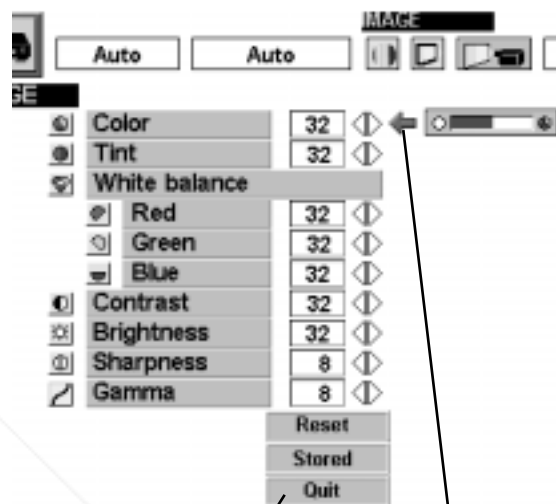 IMAGE
Auto Auto
GE
Color 32
Tint 32
White balance
Red 32
Green 32
Blue 32
Contrast 32
Brightness 32
Sharpness 8
Gamma 8
Reset
Stored
Quit